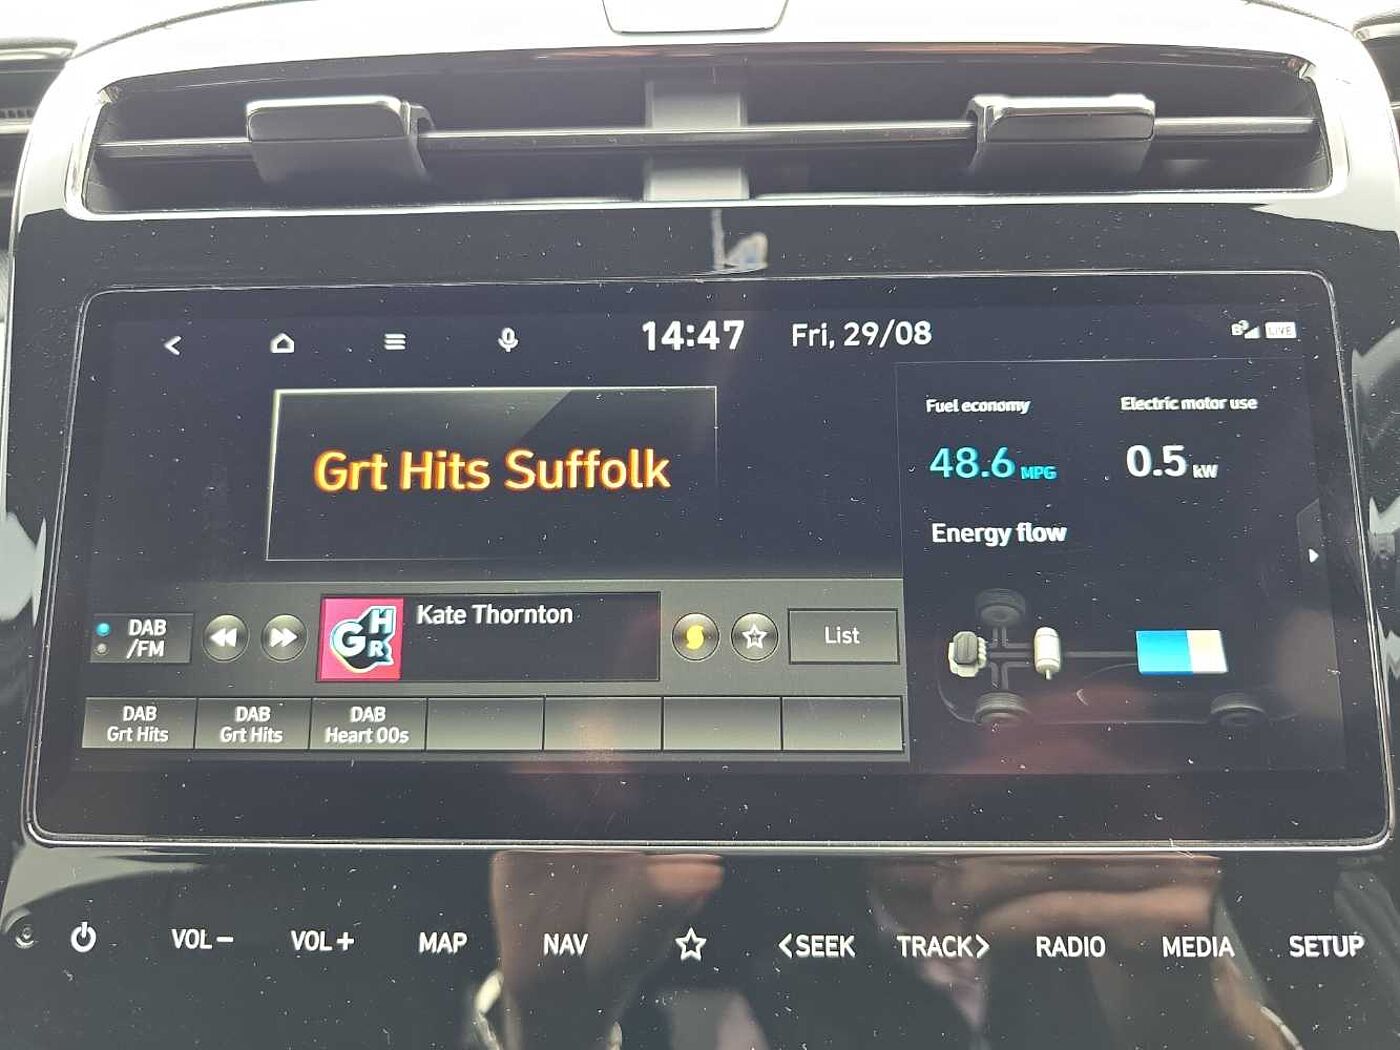 14:47 Fri, 29/08
LIVE
Grt Hits Suffolk
Fuel economy Electric motor use
48.6 MPG 0.5 kW
Energy flow
DAB
/FM
GHR
Kate Thornton
List
DAB
Grt Hits
DAB
Grt Hits
DAB
Heart 00s
VOL− VOL+ MAP NAV <SEEK TRACK> RADIO MEDIA SETUP